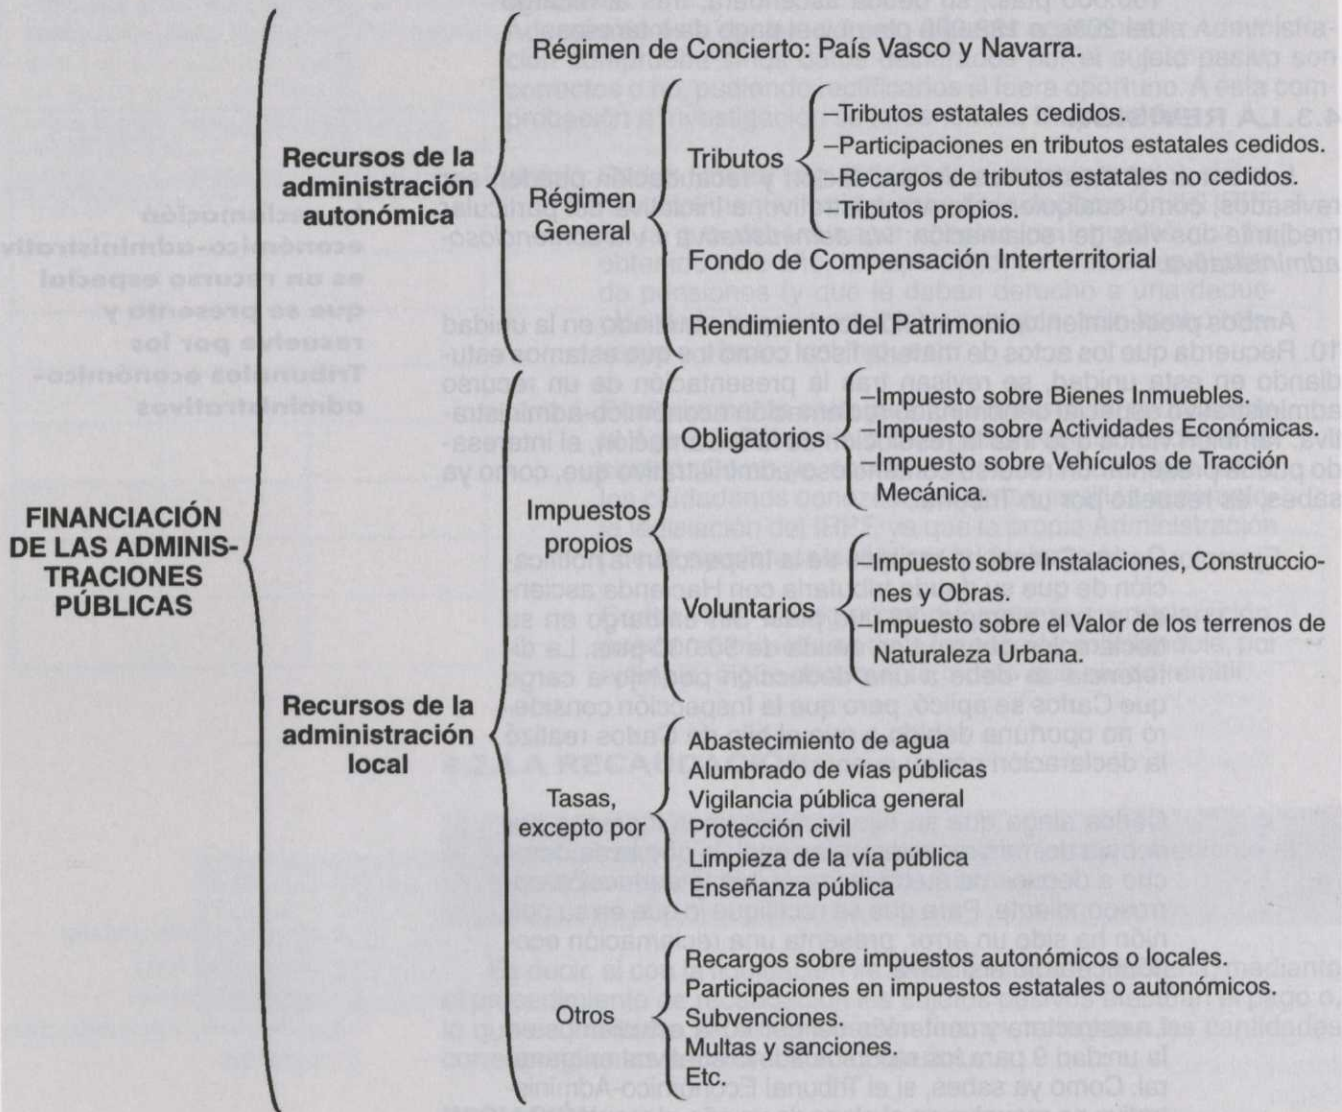 FINANCIACIÓN
DE LAS ADMINIS-
TRACIONES
PÚBLICAS
Recursos de la
administración
autonómica
Régimen de Concierto: País Vasco y Navarra.
Régimen
General
Tributos
–Tributos estatales cedidos.
–Participaciones en tributos estatales cedidos.
–Recargos de tributos estatales no cedidos.
–Tributos propios.
Fondo de Compensación Interterritorial
Rendimiento del Patrimonio
Recursos de la
administración
local
Impuestos
propios
Obligatorios
–Impuesto sobre Bienes Inmuebles.
–Impuesto sobre Actividades Económicas.
–Impuesto sobre Vehículos de Tracción
Mecánica.
Voluntarios
–Impuesto sobre Instalaciones, Construccio-
nes y Obras.
–Impuesto sobre el Valor de los terrenos de
Naturaleza Urbana.
Tasas,
excepto por
Abastecimiento de agua
Alumbrado de vías públicas
Vigilancia pública general
Protección civil
Limpieza de la vía pública
Enseñanza pública
Otros
Recargos sobre impuestos autonómicos o locales.
Participaciones en impuestos estatales o autonómicos.
Subvenciones.
Multas y sanciones.
Etc.